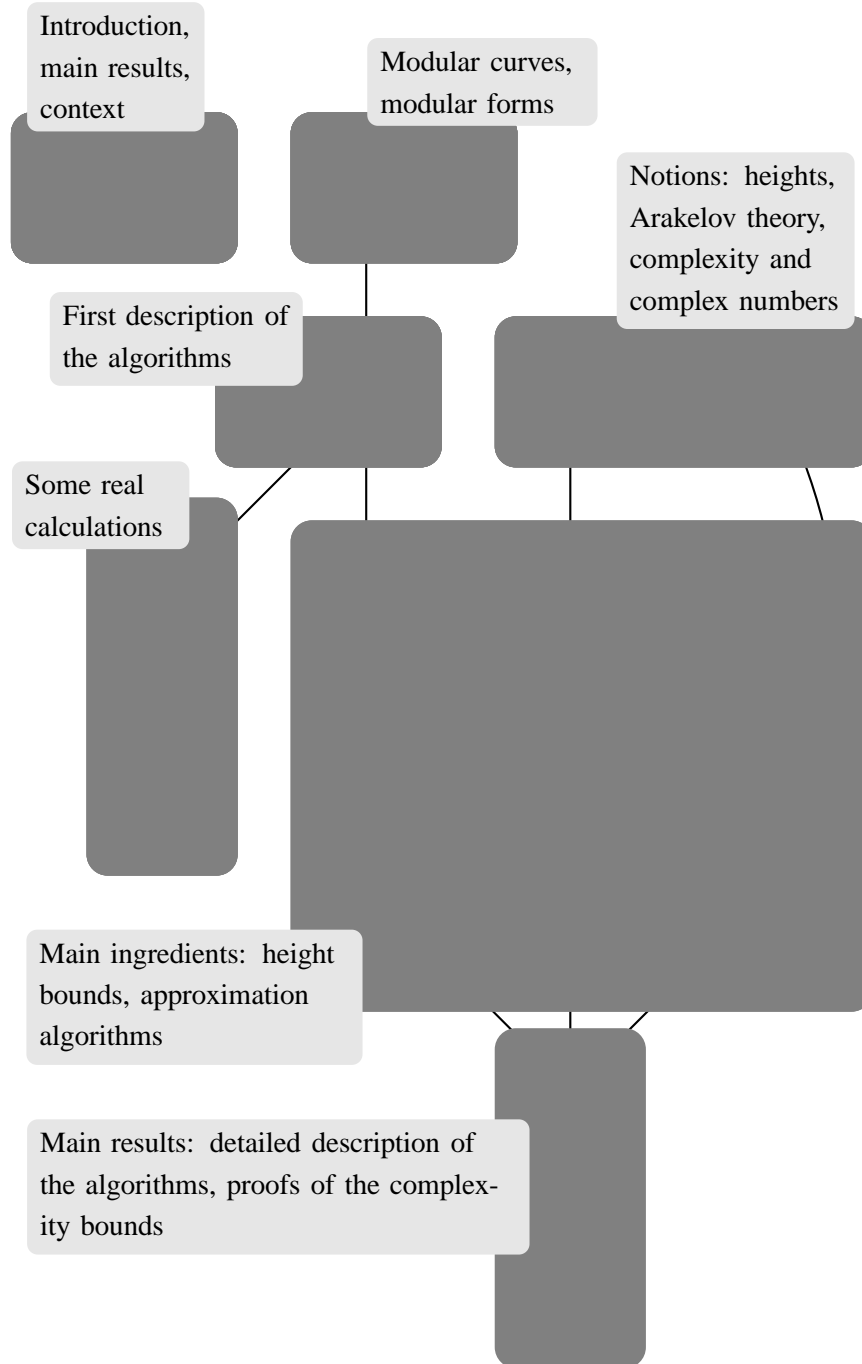 Introduction,
main results,
context
Modular curves,
modular forms
Notions: heights,
Arakelov theory,
complexity and
complex numbers
First description of
the algorithms
Some real
calculations
Main ingredients: height
bounds, approximation
algorithms
Main results: detailed description of
the algorithms, proofs of the complex-
ity bounds